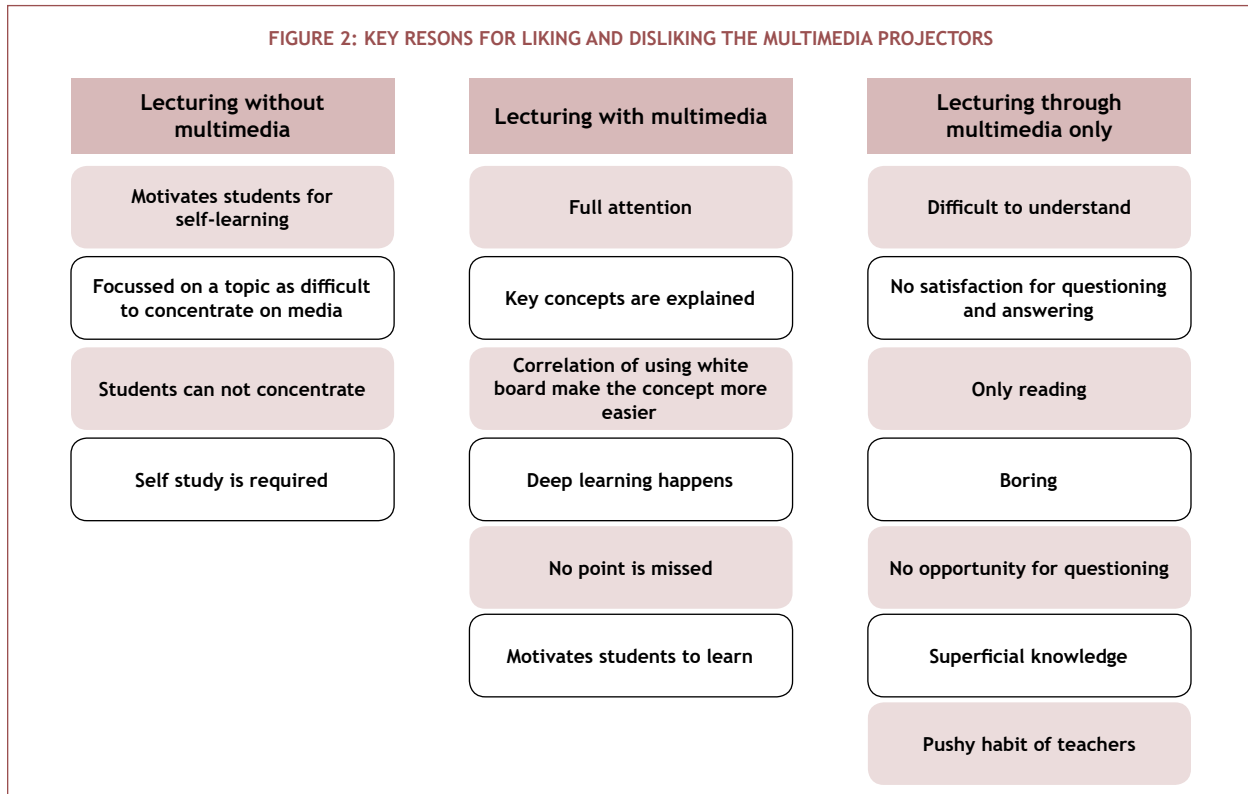 FIGURE 2: KEY RESONS FOR LIKING AND DISLIKING THE MULTIMEDIA PROJECTORS
Lecturing without
multimedia
Motivates students for
self-learning
Focussed on a topic as difficult
to concentrate on media
Students can not concentrate
Self study is required
Lecturing with multimedia
Full attention
Key concepts are explained
Correlation of using white
board make the concept more
easier
Deep learning happens
No point is missed
Motivates students to learn
Lecturing through
multimedia only
Difficult to understand
No satisfaction for questioning
and answering
Only reading
Boring
No opportunity for questioning
Superficial knowledge
Pushy habit of teachers